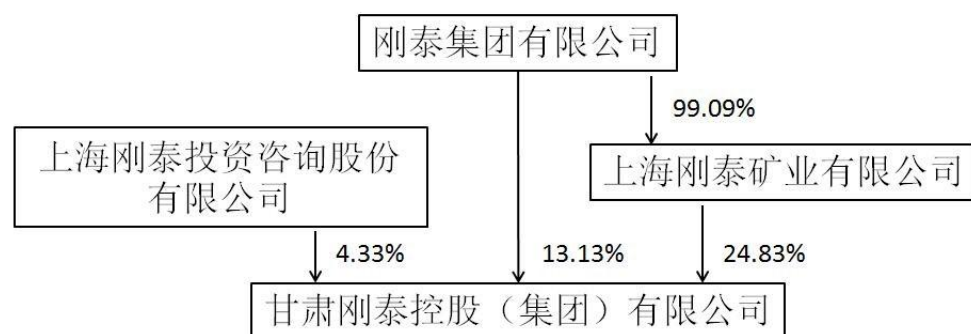 刚泰集团有限公司
99.09%
上海刚泰投资咨询股份
有限公司
上海刚泰矿业有限公司
4.33%
13.13%
24.83%
甘肃刚泰控股（集团）有限公司